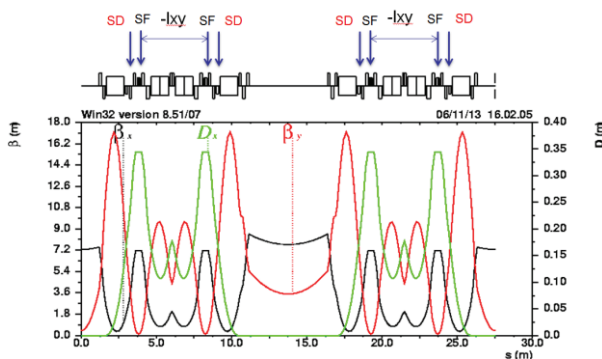 -Ixy -Ixy
SD SF SF SD SD SF SF SD
Win32 version 8.51/07 06/11/13 16.02.05
β (m)
D (m)
βx Dx βy
18.0
16.2
14.4
12.6
10.8
9.0
7.2
5.4
3.6
1.8
0.0
0.40
0.35
0.30
0.25
0.20
0.15
0.10
0.05
0.0
0.0 5.0 10.0 15.0 20.0 25.0 30.0
s (m)